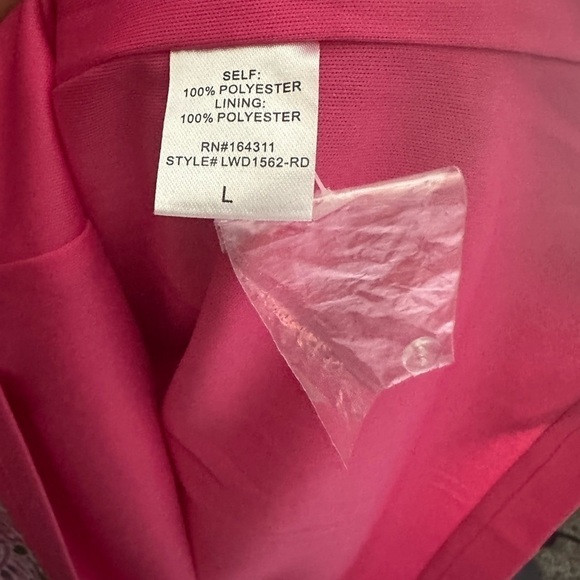 SELF:
100% POLYESTER
LINING:
100% POLYESTER
RN#164311
STYLE# LWD1562-RD
L